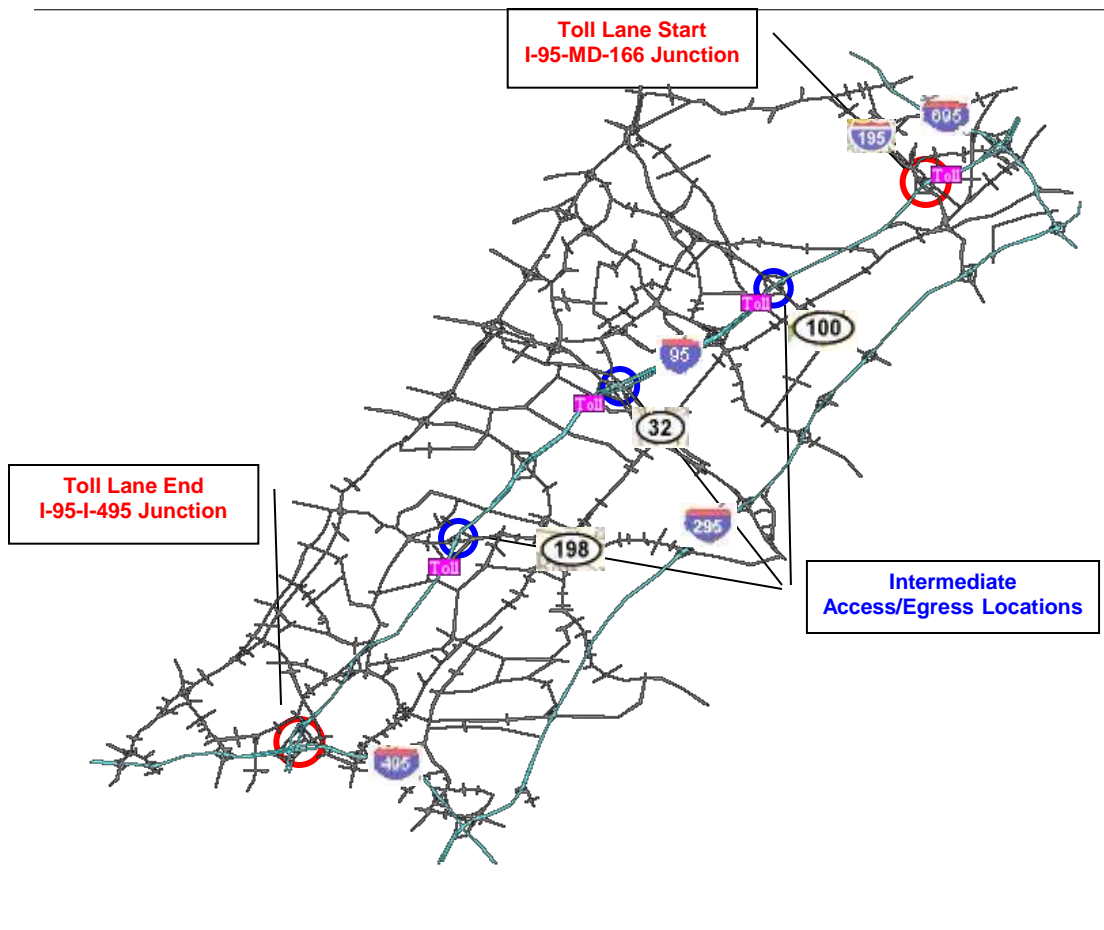 Toll Lane Start
I-95-MD-166 Junction
695
195
Toll
Toll
100
95
Toll
32
Toll Lane End
I-95-I-495 Junction
295
198
Toll
Intermediate
Access/Egress Locations
495